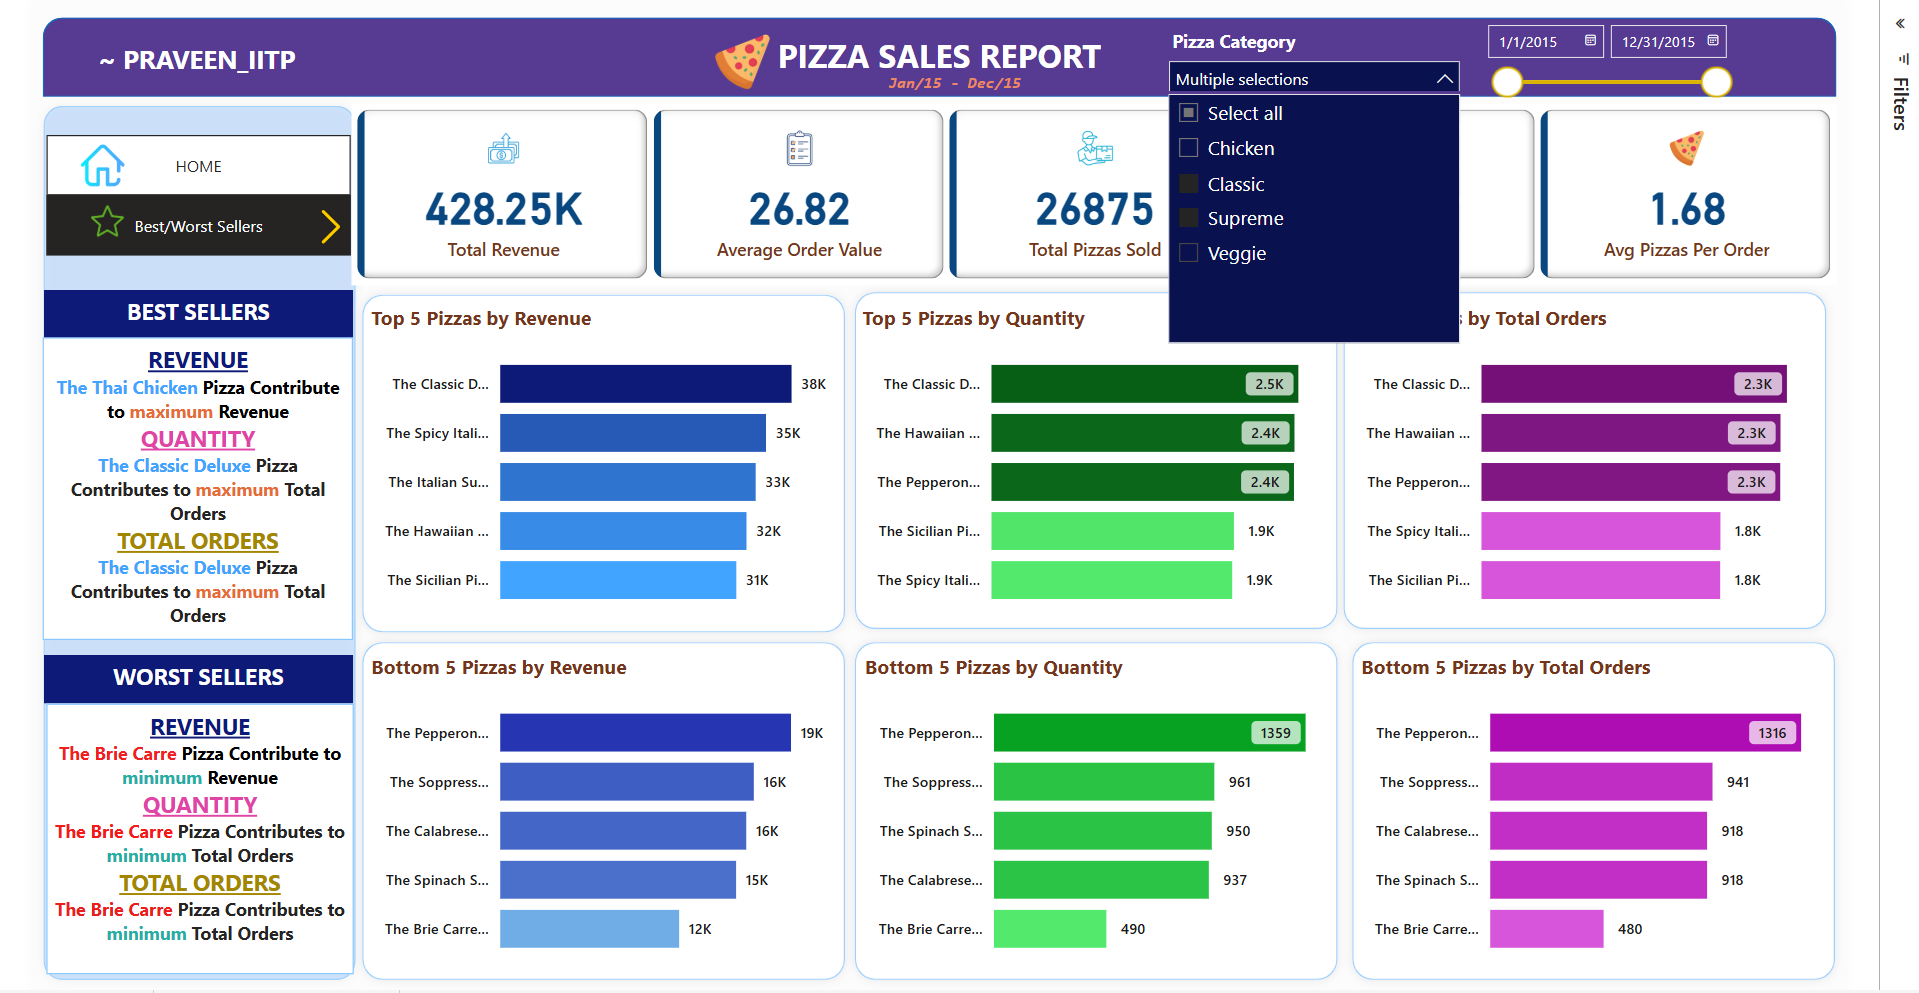 ~ PRAVEEN_IITP
PIZZA SALES REPORT
Jan/15 - Dec/15
Pizza Category
Multiple selections
Select all
Chicken
Classic
Supreme
Veggie
1/1/2015
12/31/2015
Filters
HOME
Best/Worst Sellers
428.25K
Total Revenue
26.82
Average Order Value
26875
Total Pizzas Sold
1.68
Avg Pizzas Per Order
BEST SELLERS
REVENUE
The Thai Chicken Pizza Contribute
to maximum Revenue
QUANTITY
The Classic Deluxe Pizza
Contributes to maximum Total
Orders
TOTAL ORDERS
The Classic Deluxe Pizza
Contributes to maximum Total
Orders
WORST SELLERS
REVENUE
The Brie Carre Pizza Contribute to
minimum Revenue
QUANTITY
The Brie Carre Pizza Contributes to
minimum Total Orders
TOTAL ORDERS
The Brie Carre Pizza Contributes to
minimum Total Orders
Top 5 Pizzas by Revenue
The Classic D... 38K
The Spicy Itali... 35K
The Italian Su... 33K
The Hawaiian ... 32K
The Sicilian Pi... 31K
Top 5 Pizzas by Quantity
The Classic D... 2.5K
The Hawaiian ... 2.4K
The Pepperon... 2.4K
The Sicilian Pi... 1.9K
The Spicy Itali... 1.9K
by Total Orders
The Classic D... 2.3K
The Hawaiian ... 2.3K
The Pepperon... 2.3K
The Spicy Itali... 1.8K
The Sicilian Pi... 1.8K
Bottom 5 Pizzas by Revenue
The Pepperon... 19K
The Soppress... 16K
The Calabrese... 16K
The Spinach S... 15K
The Brie Carre... 12K
Bottom 5 Pizzas by Quantity
The Pepperon... 1359
The Soppress... 961
The Spinach S... 950
The Calabrese... 937
The Brie Carre... 490
Bottom 5 Pizzas by Total Orders
The Pepperon... 1316
The Soppress... 941
The Calabrese... 918
The Spinach S... 918
The Brie Carre... 480